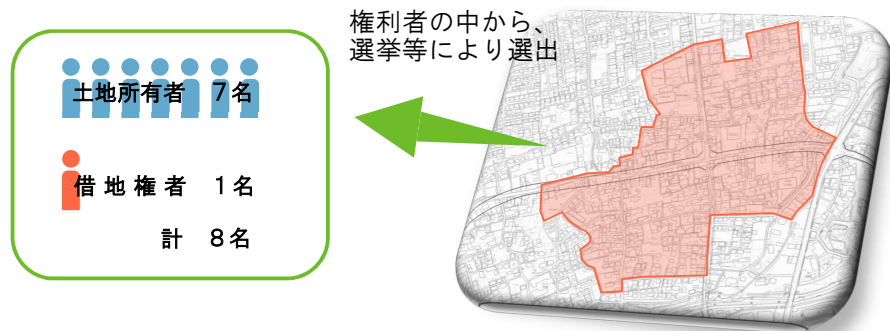 権利者の中から、
選挙等により選出
土地所有者　7名
借地権者　1名
計　8名